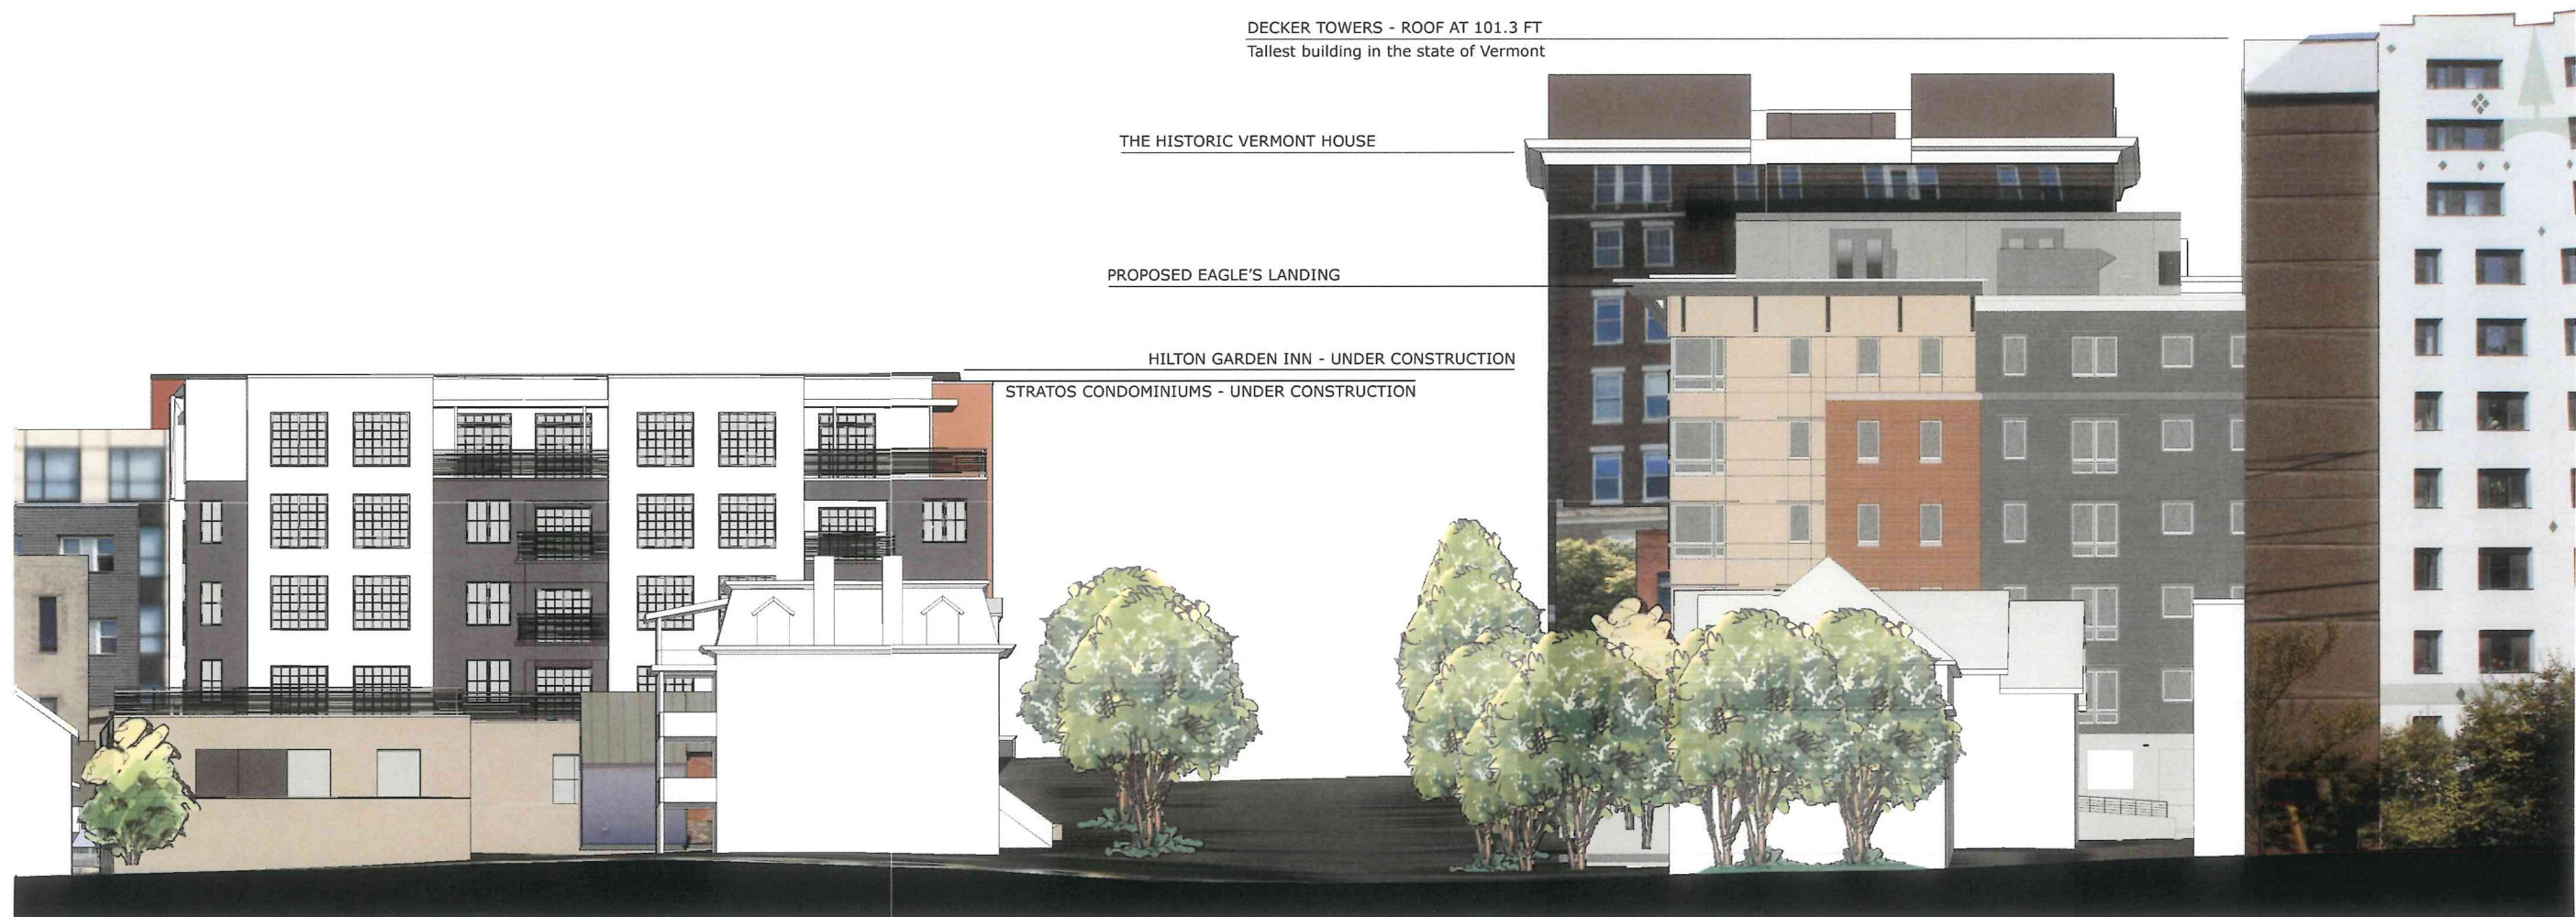 DECKER TOWERS - ROOF AT 101.3 FT
Tallest building in the state of Vermont
THE HISTORIC VERMONT HOUSE
PROPOSED EAGLE'S LANDING
HILTON GARDEN INN - UNDER CONSTRUCTION
STRATOS CONDOMINIUMS - UNDER CONSTRUCTION